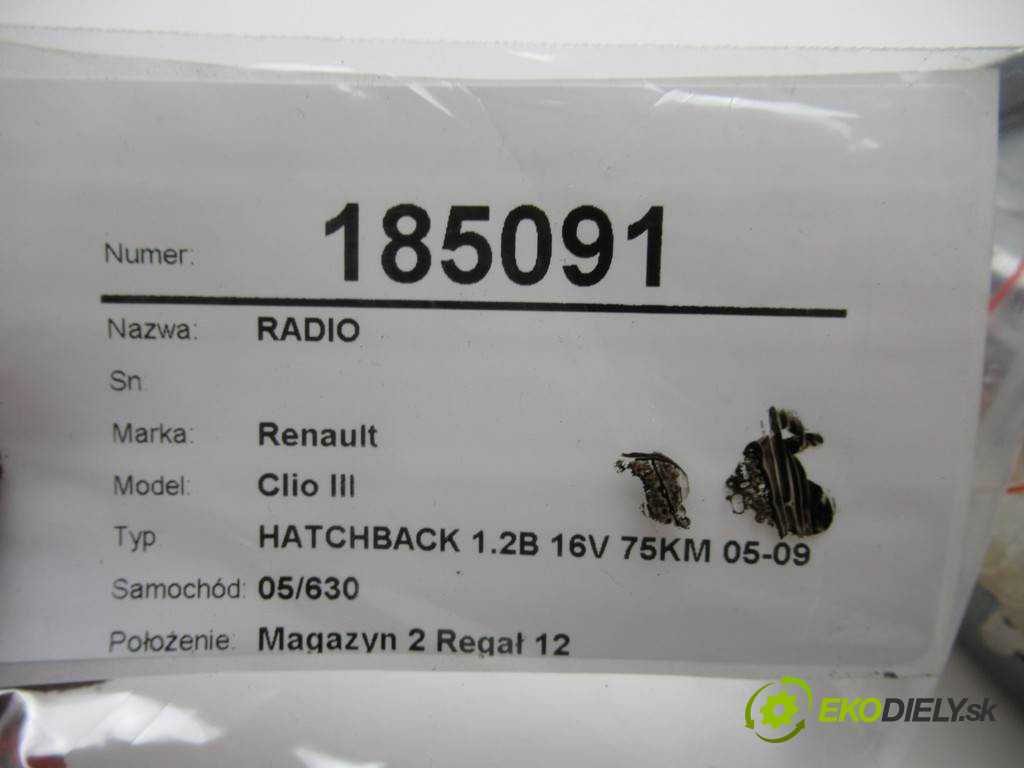 Numer: 185091
Nazwa: RADIO
Sn
Marka: Renault
Model: Clio III
Typ HATCHBACK 1.2B 16V 75KM 05-09
Samochód: 05/630
Położenie: Magazyn 2 Regał 12
EKODIELY.sk